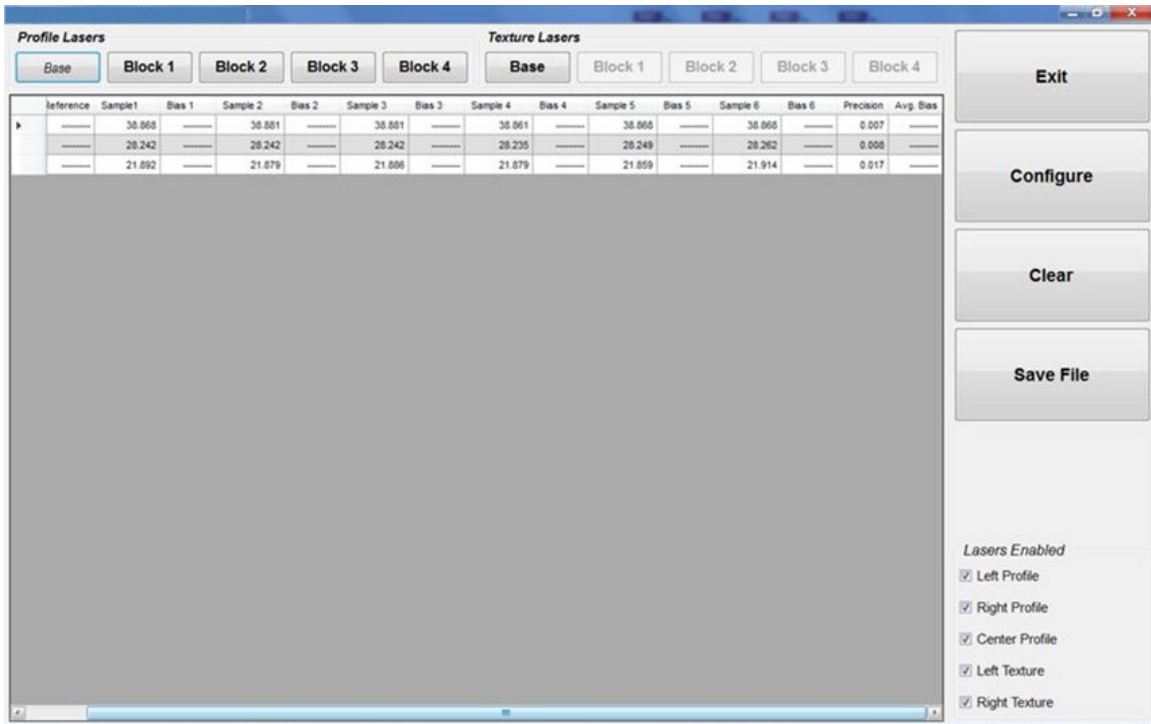 Profile Lasers Texture Lasers
Base Block 1 Block 2 Block 3 Block 4 Base Block 1 Block 2 Block 3 Block 4
Exit
Reference Sample1 Bias 1 Sample 2 Bias 2 Sample 3 Bias 3 Sample 4 Bias 4 Sample 5 Bias 5 Sample 6 Bias 6 Precision Avg. Bias
-------- 38.868 -------- 38.881 -------- 38.881 -------- 38.861 -------- 38.868 -------- 38.868 -------- 0.007 --------
-------- 28.242 -------- 28.242 -------- 28.242 -------- 28.235 -------- 28.249 -------- 28.262 -------- 0.008 --------
-------- 21.892 -------- 21.879 -------- 21.886 -------- 21.879 -------- 21.859 -------- 21.914 -------- 0.017 --------
Configure
Clear
Save File
Lasers Enabled
Left Profile
Right Profile
Center Profile
Left Texture
Right Texture